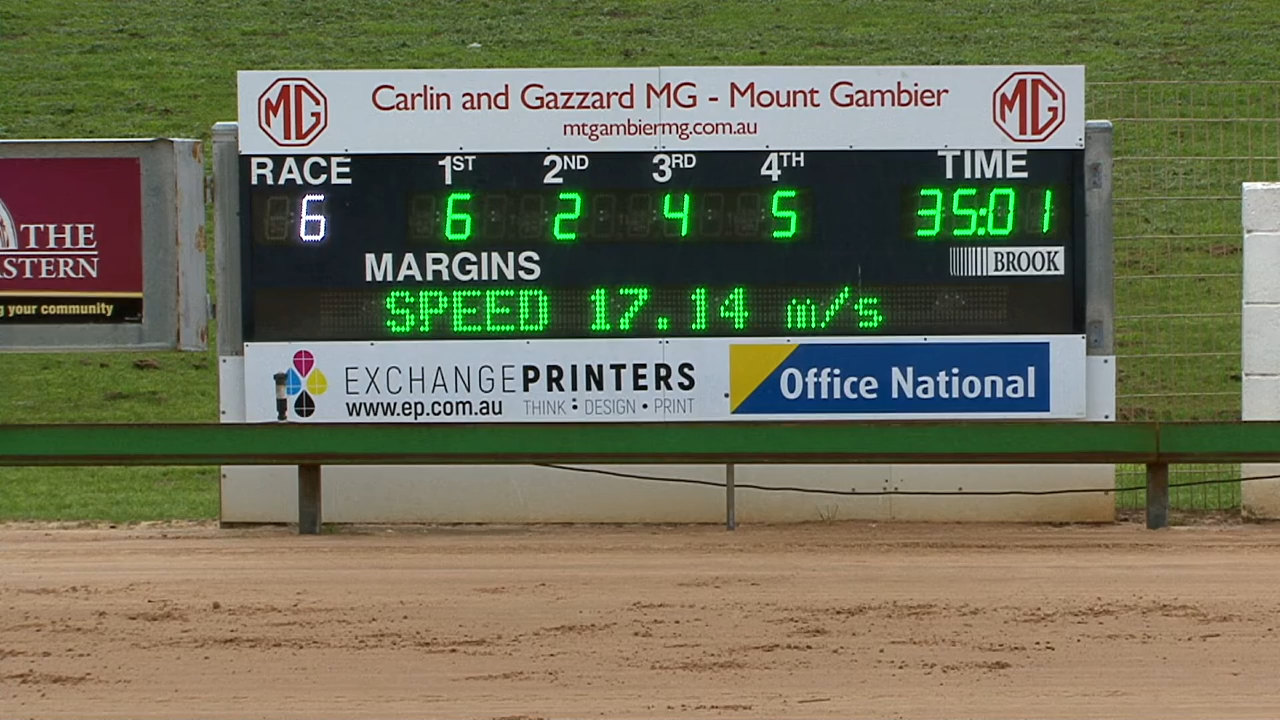 MG Carlin and Gazzard MG - Mount Gambier MG
mtgambiermg.com.au
RACE 1ST 2ND 3RD 4TH TIME
6 6 2 4 5 35:01
MARGINS BROOK
SPEED 17.14 m/s
THE
your community
EXCHANGEPRINTERS
www.ep.com.au THINK : DESIGN • PRINT
Office National